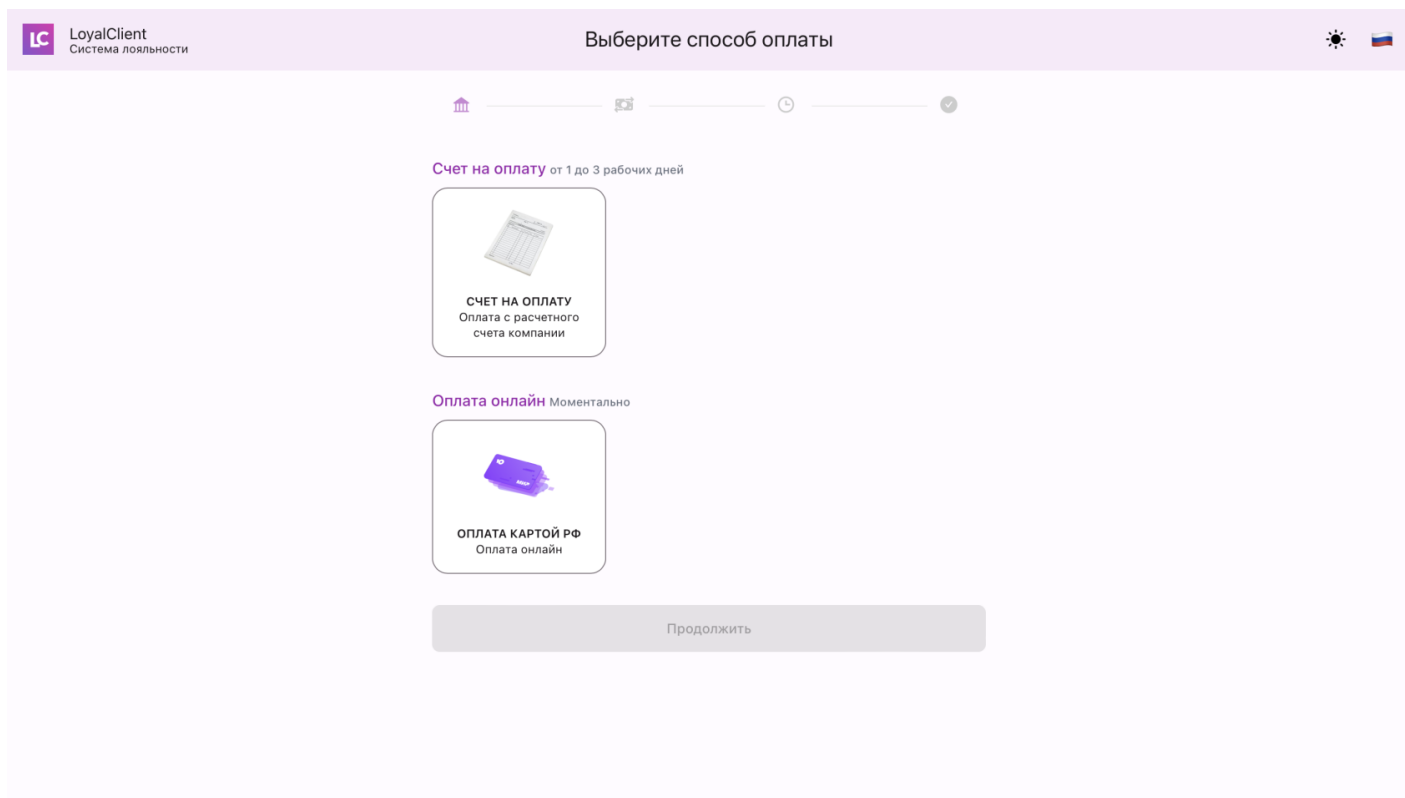 LC
LoyalClient
Система лояльности
Выберите способ оплаты
Счет на оплату от 1 до 3 рабочих дней
СЧЕТ НА ОПЛАТУ
Оплата с расчетного
счета компании
Оплата онлайн Моментально
ОПЛАТА КАРТОЙ РФ
Оплата онлайн
Продолжить